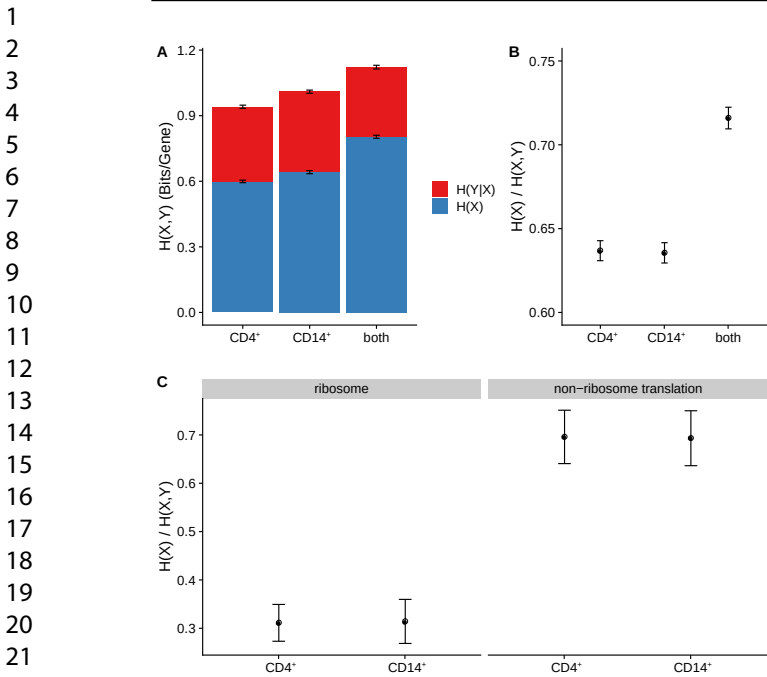 1
2
3
4
5
6
7
8
9
10
11
12
13
14
15
16
17
18
19
20
21
A
H(X,Y) (Bits/Gene)
1.2
0.9
0.6
0.3
0.0
CD4⁺ CD14⁺ both
H(Y|X)
H(X)
B
H(X) / H(X,Y)
0.75
0.70
0.65
0.60
CD4⁺ CD14⁺ both
C
ribosome non−ribosome translation
H(X) / H(X,Y)
0.7
0.6
0.5
0.4
0.3
CD4⁺ CD14⁺ CD4⁺ CD14⁺